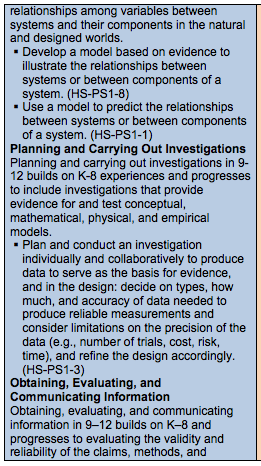 relationships among variables between
systems and their components in the natural
and designed worlds.
▪ Develop a model based on evidence to
illustrate the relationships between
systems or between components of a
system. (HS-PS1-8)
▪ Use a model to predict the relationships
between systems or between components
of a system. (HS-PS1-1)
Planning and Carrying Out Investigations
Planning and carrying out investigations in 9-
12 builds on K-8 experiences and progresses
to include investigations that provide
evidence for and test conceptual,
mathematical, physical, and empirical
models.
▪ Plan and conduct an investigation
individually and collaboratively to produce
data to serve as the basis for evidence,
and in the design: decide on types, how
much, and accuracy of data needed to
produce reliable measurements and
consider limitations on the precision of the
data (e.g., number of trials, cost, risk,
time), and refine the design accordingly.
(HS-PS1-3)
Obtaining, Evaluating, and
Communicating Information
Obtaining, evaluating, and communicating
information in 9–12 builds on K–8 and
progresses to evaluating the validity and
reliability of the claims, methods, and